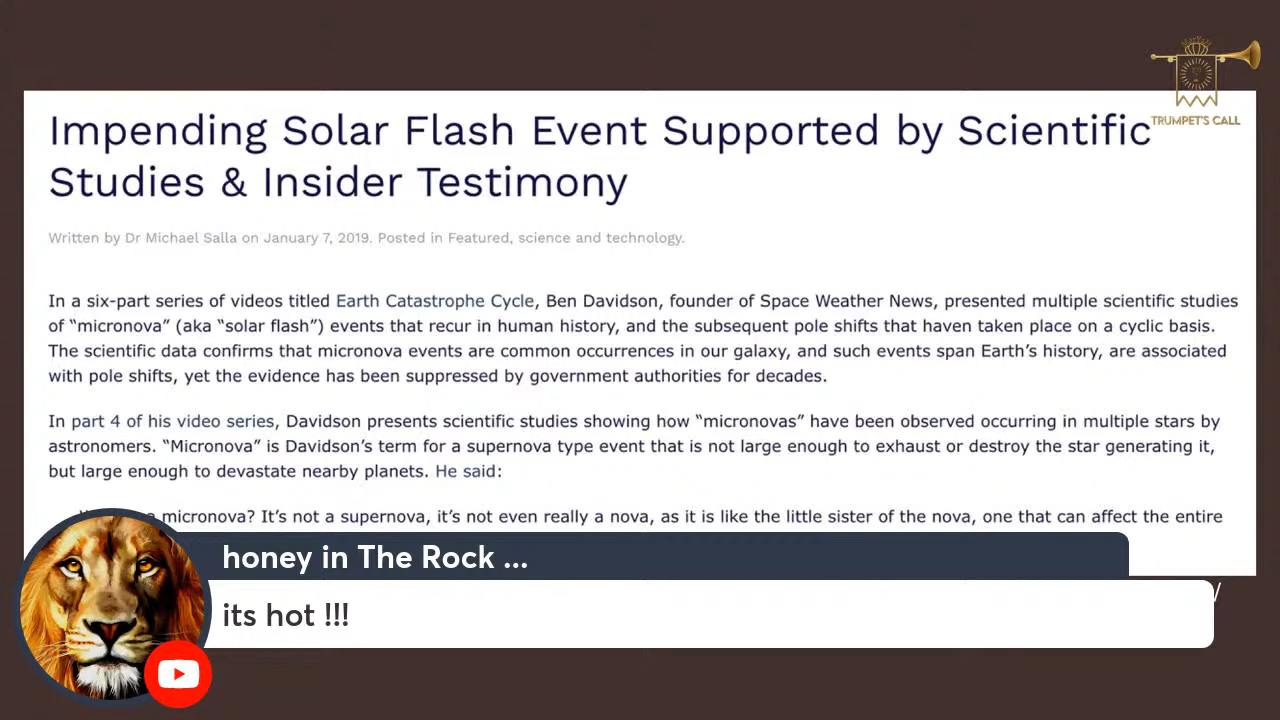 TRUMPET'S CALL
Impending Solar Flash Event Supported by Scientific
Studies & Insider Testimony
Written by Dr Michael Salla on January 7, 2019. Posted in Featured, science and technology.
In a six-part series of videos titled Earth Catastrophe Cycle, Ben Davidson, founder of Space Weather News, presented multiple scientific studies
of “micronova” (aka “solar flash”) events that recur in human history, and the subsequent pole shifts that haven taken place on a cyclic basis.
The scientific data confirms that micronova events are common occurrences in our galaxy, and such events span Earth’s history, are associated
with pole shifts, yet the evidence has been suppressed by government authorities for decades.
In part 4 of his video series, Davidson presents scientific studies showing how “micronovas” have been observed occurring in multiple stars by
astronomers. “Micronova” is Davidson’s term for a supernova type event that is not large enough to exhaust or destroy the star generating it,
but large enough to devastate nearby planets. He said:
micronova? It’s not a supernova, it’s not even really a nova, as it is like the little sister of the nova, one that can affect the entire
honey in The Rock ...
its hot !!!